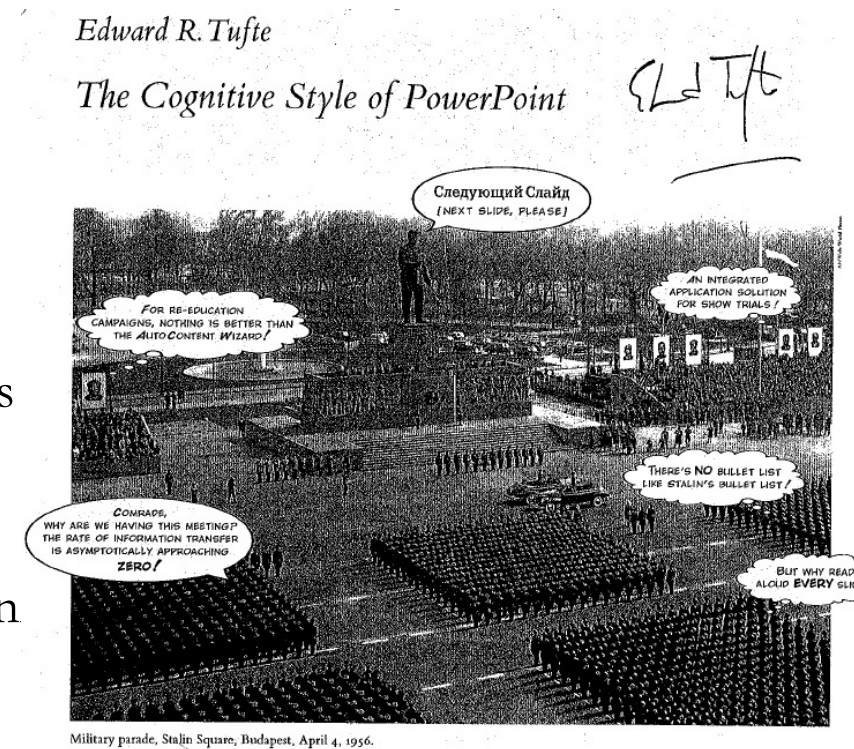 Edward R. Tufte
The Cognitive Style of PowerPoint
Следующий Слайд
[NEXT SLIDE, PLEASE]
AN INTEGRATED
APPLICATION SOLUTION
FOR SHOW TRIALS!
FOR RE-EDUCATION
CAMPAIGNS, NOTHING IS BETTER THAN
THE AUTOCONTENT WIZARD!
s
THERE'S NO BULLET LIST
LIKE STALIN'S BULLET LIST!
COMRADE,
WHY ARE WE HAVING THIS MEETING?
THE RATE OF INFORMATION TRANSFER
IS ASYMPTOTICALLY APPROACHING
ZERO!
BUT WHY READ
ALOUD EVERY
n
Military parade, Stalin Square, Budapest, April 4, 1956.